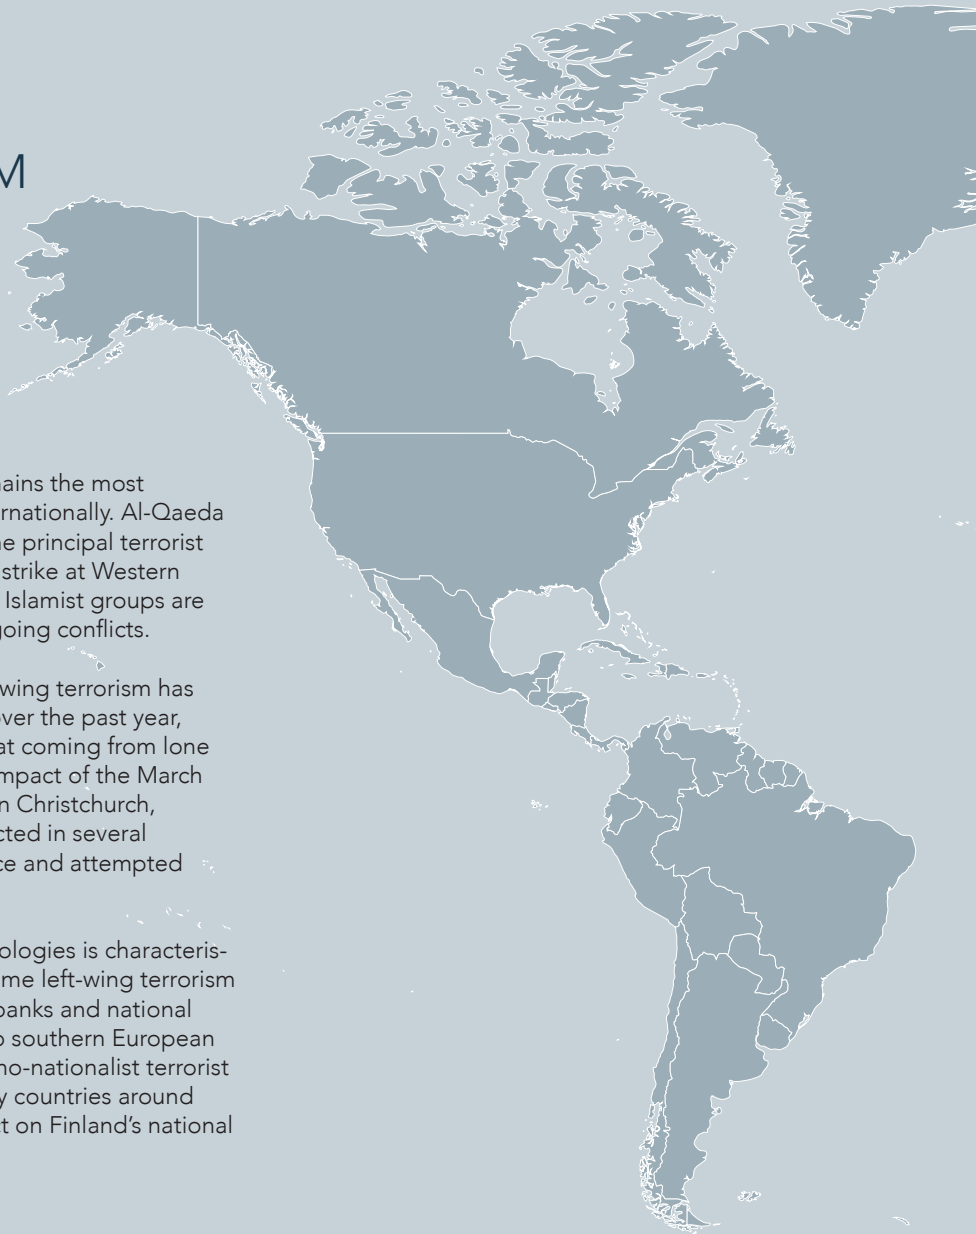 M
ains the most
rnationally. Al-Qaeda
e principal terrorist
strike at Western
Islamist groups are
going conflicts.
wing terrorism has
over the past year,
at coming from lone
mpact of the March
n Christchurch,
cted in several
ce and attempted
ologies is characteris-
me left-wing terrorism
banks and national
o southern European
no-nationalist terrorist
y countries around
ct on Finland’s national